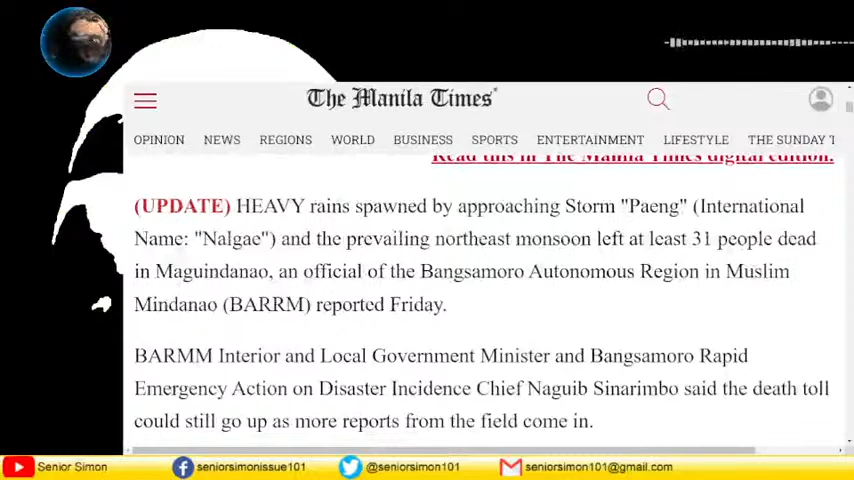 The Manila Times
OPINION NEWS REGIONS WORLD BUSINESS SPORTS ENTERTAINMENT LIFESTYLE THE SUNDAY T
Read this in The Manila Times digital edition.
(UPDATE) HEAVY rains spawned by approaching Storm "Paeng" (International
Name: "Nalgae") and the prevailing northeast monsoon left at least 31 people dead
in Maguindanao, an official of the Bangsamoro Autonomous Region in Muslim
Mindanao (BARRM) reported Friday.
BARMM Interior and Local Government Minister and Bangsamoro Rapid
Emergency Action on Disaster Incidence Chief Naguib Sinarimbo said the death toll
could still go up as more reports from the field come in.
Senior Simon seniorsimonissue101 @seniorsimon101 seniorsimon101@gmail.com